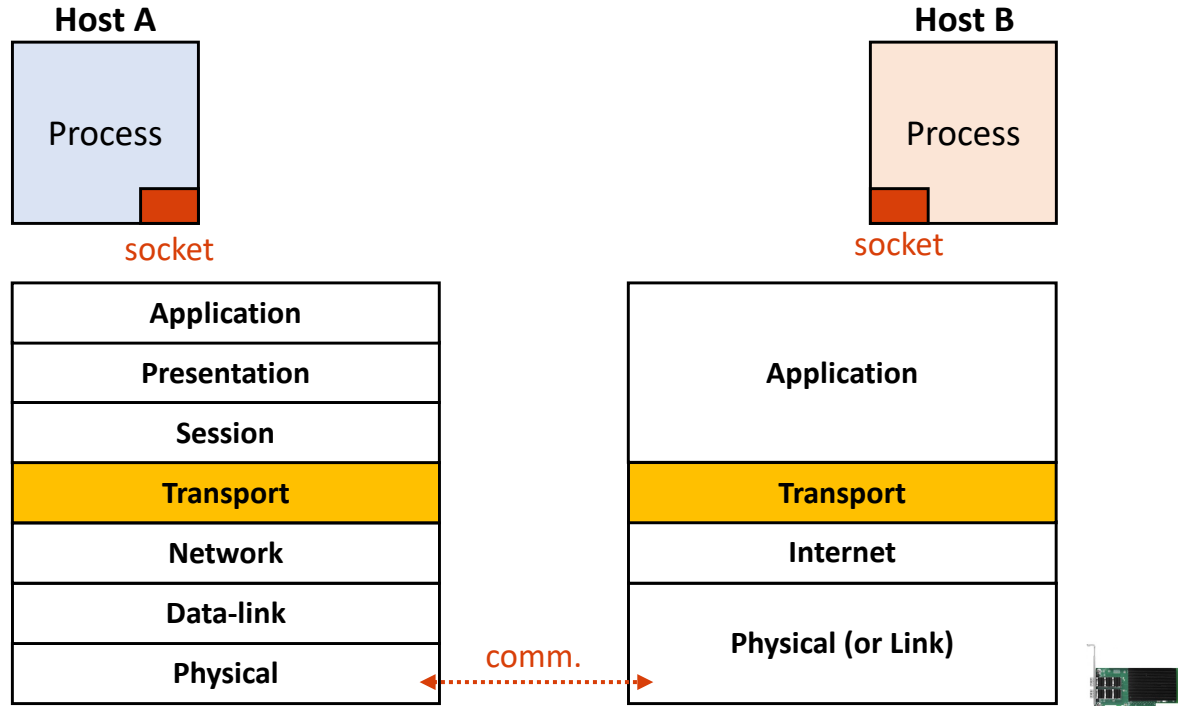 Host A
Host B
Process
Process
socket
socket
Application
Presentation
Session
Transport
Network
Data-link
Physical
Application
Transport
Internet
Physical (or Link)
comm.